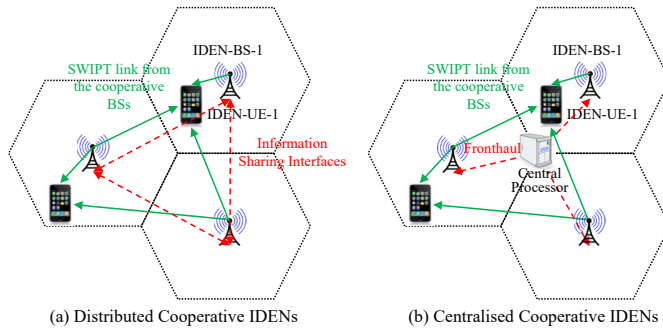 IDEN-BS-1
SWIPT link from
the cooperative
BSs
IDEN-UE-1
Information
Sharing Interfaces
(a) Distributed Cooperative IDENs
IDEN-BS-1
SWIPT link from
the cooperative
BSs
IDEN-UE-1
Fronthaul
Central
Processor
(b) Centralised Cooperative IDENs